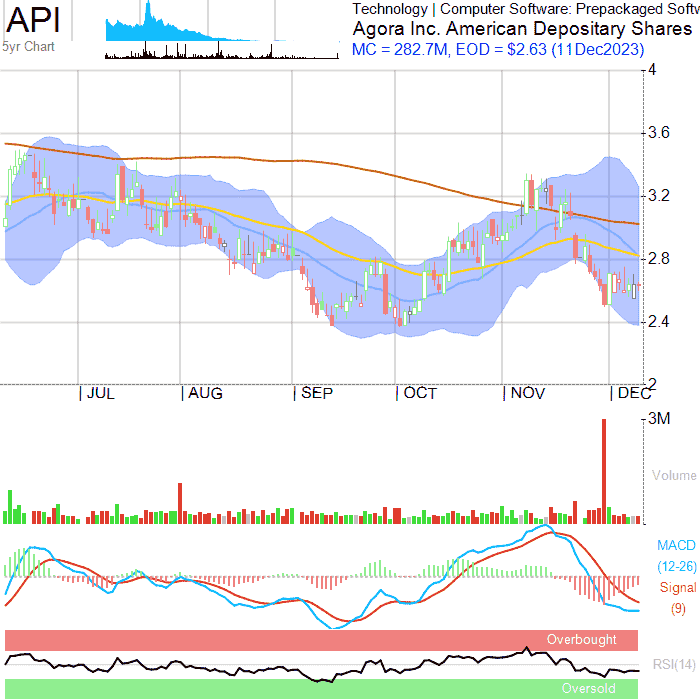 API
5yr Chart
Technology | Computer Software: Prepackaged Softw
Agora Inc. American Depositary Shares
MC = 282.7M, EOD = $2.63 (11Dec2023)
4
3.6
3.2
2.8
2.4
2
JUL
AUG
SEP
OCT
NOV
DEC
3M
Volume
MACD
(12-26)
Signal
(9)
Overbought
RSI(14)
Oversold